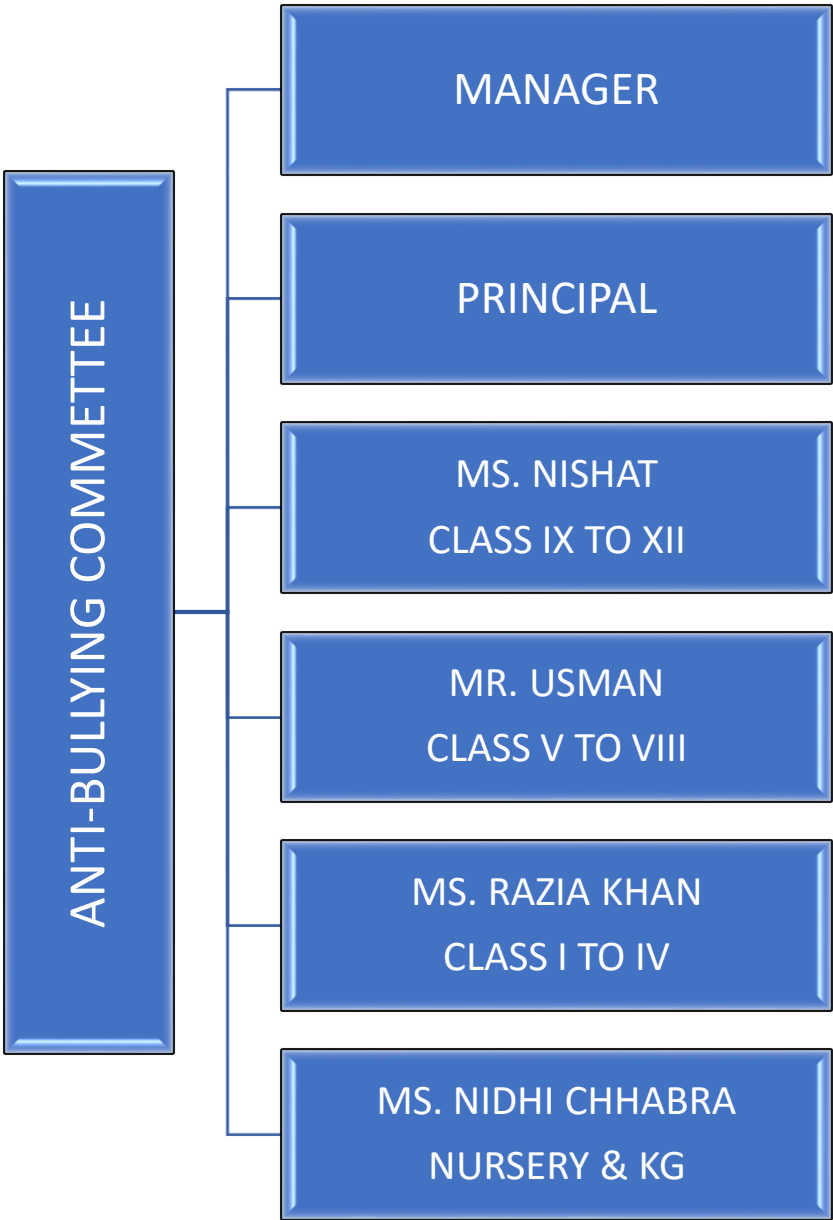 ANTI-BULLYING COMMETTEE
MANAGER
PRINCIPAL
MS. NISHAT
CLASS IX TO XII
MR. USMAN
CLASS V TO VIII
MS. RAZIA KHAN
CLASS I TO IV
MS. NIDHI CHHABRA
NURSERY & KG